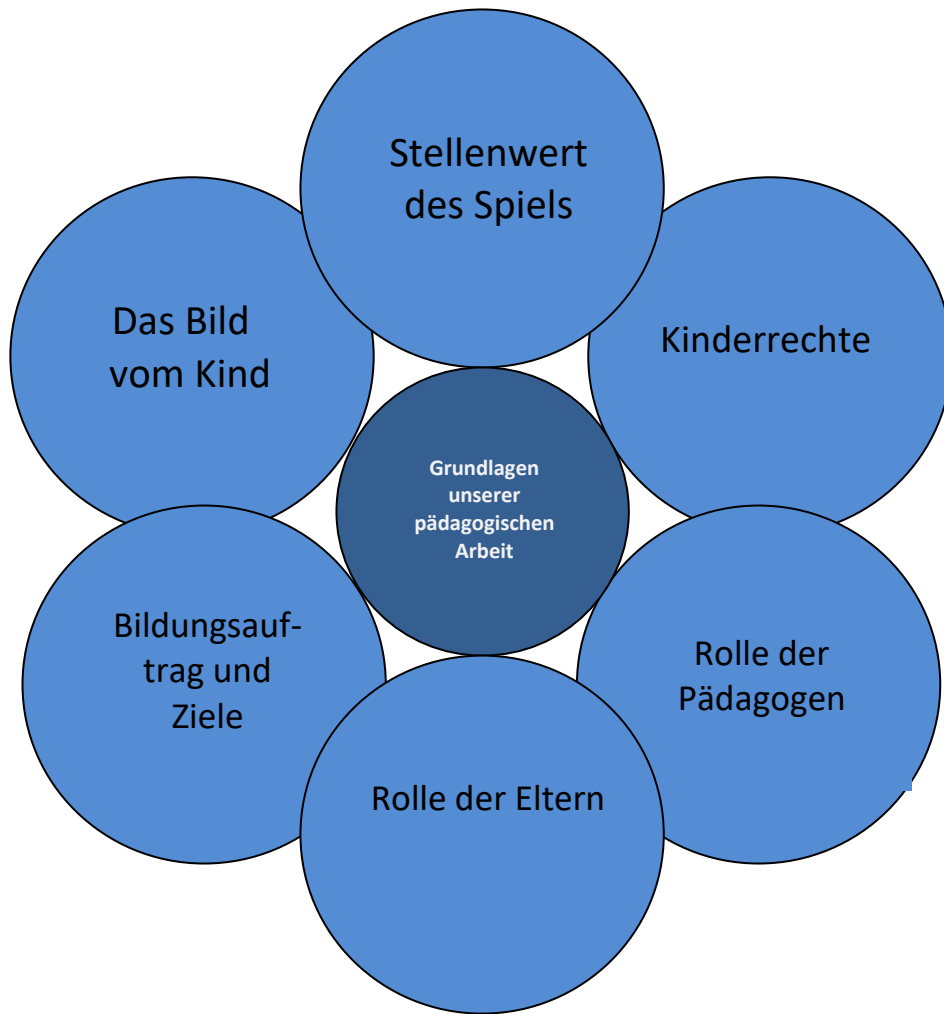 Stellenwert
des Spiels
Das Bild
vom Kind
Kinderrechte
Grundlagen
unserer
pädagogischen
Arbeit
Bildungsauf-
trag und
Ziele
Rolle der
Pädagogen
Rolle der Eltern